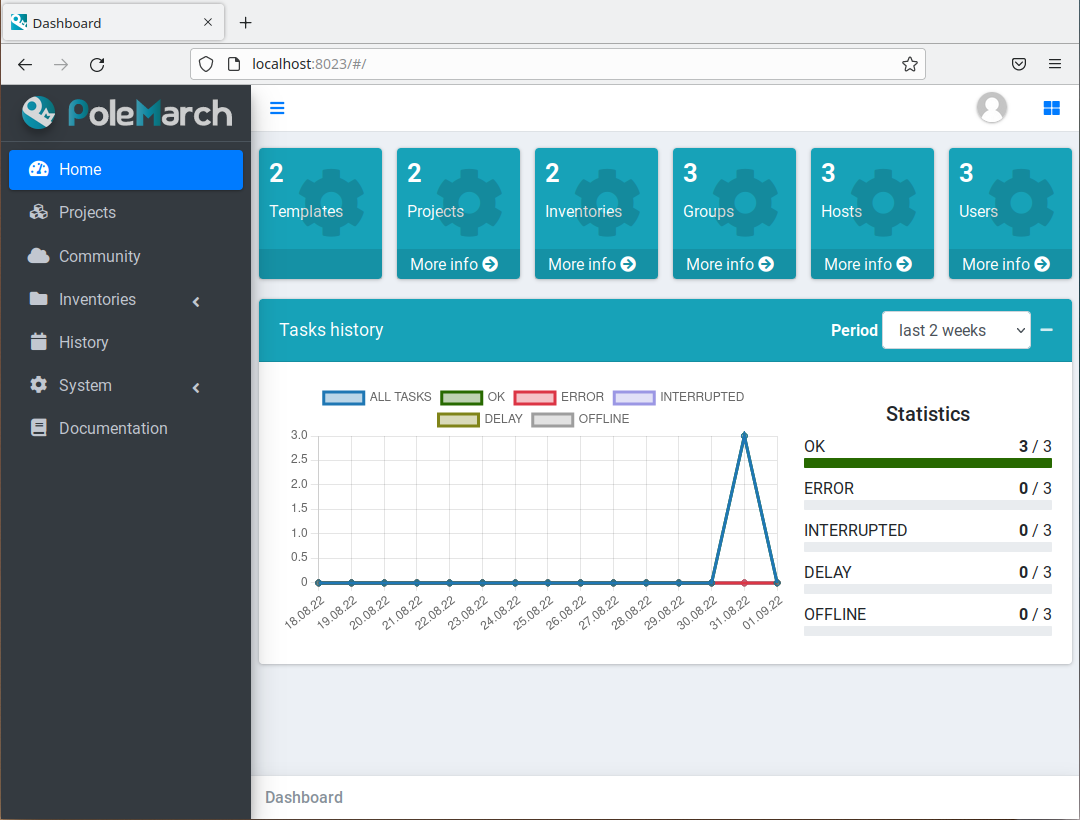 Dashboard
localhost:8023/#/
PoleMarch
Home
Projects
Community
Inventories
History
System
Documentation
2
Templates
2
Projects
More info
2
Inventories
More info
3
Groups
More info
3
Hosts
More info
3
Users
More info
Tasks history
Period last 2 weeks
ALL TASKS OK ERROR INTERRUPTED
DELAY OFFLINE
3.0
2.5
2.0
1.5
1.0
0.5
0
18.08.22 19.08.22 20.08.22 21.08.22 22.08.22 23.08.22 24.08.22 25.08.22 26.08.22 27.08.22 28.08.22 29.08.22 30.08.22 31.08.22 01.09.22
Statistics
OK 3 / 3
ERROR 0 / 3
INTERRUPTED 0 / 3
DELAY 0 / 3
OFFLINE 0 / 3
Dashboard